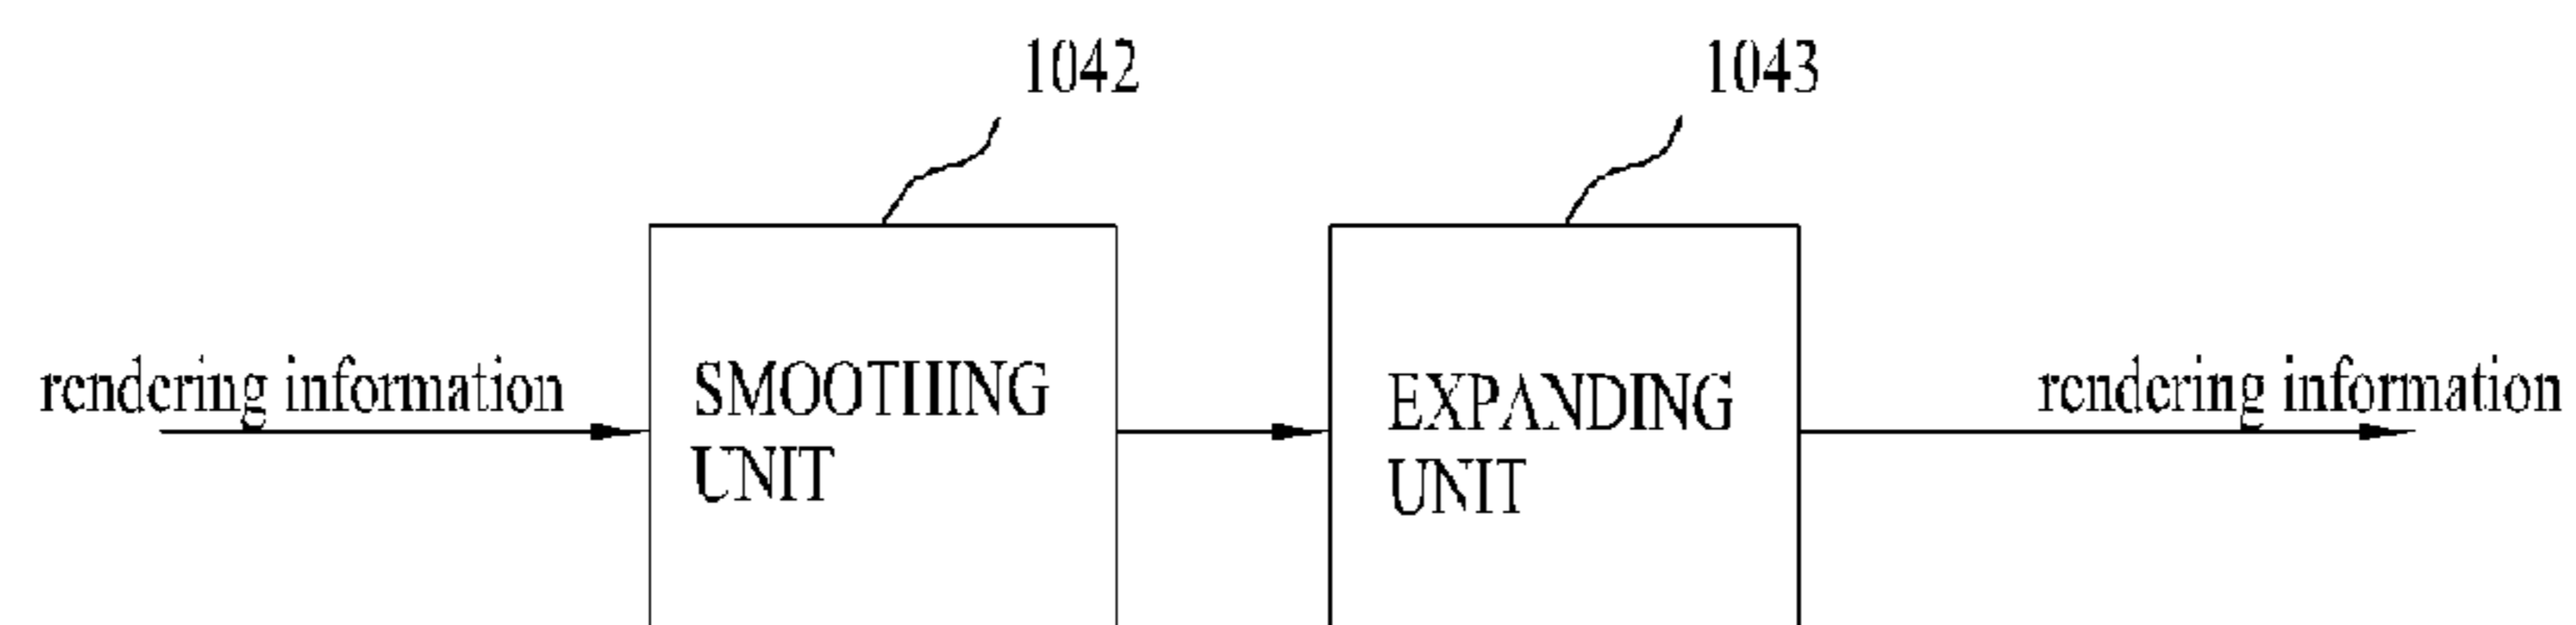 1042
1043
rendering information
SMOOTHING
UNIT
EXPANDING
UNIT
rendering information